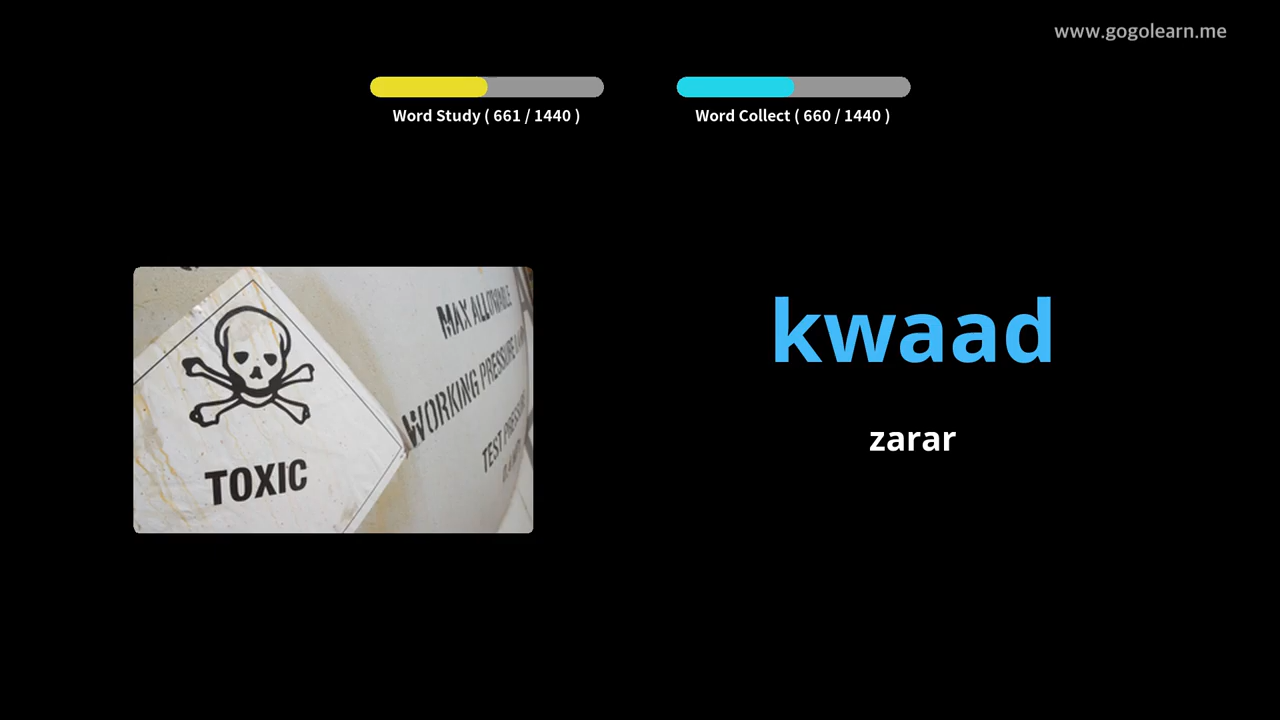 www.gogolearn.me
Word Study ( 661 / 1440 )
Word Collect ( 660 / 1440 )
MAX ALLOWABLE
WORKING PRESSURE
TEST PRESSURE
TOXIC
kwaad
zarar